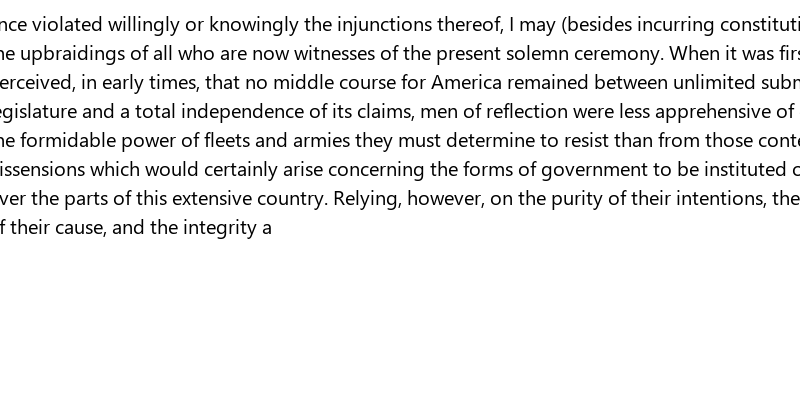 nce violated willingly or knowingly the injunctions thereof, I may (besides incurring constituti
he upbraidings of all who are now witnesses of the present solemn ceremony. When it was firs
erceived, in early times, that no middle course for America remained between unlimited subm
egislature and a total independence of its claims, men of reflection were less apprehensive of
he formidable power of fleets and armies they must determine to resist than from those conte
issensions which would certainly arise concerning the forms of government to be instituted o
ver the parts of this extensive country. Relying, however, on the purity of their intentions, the
f their cause, and the integrity a